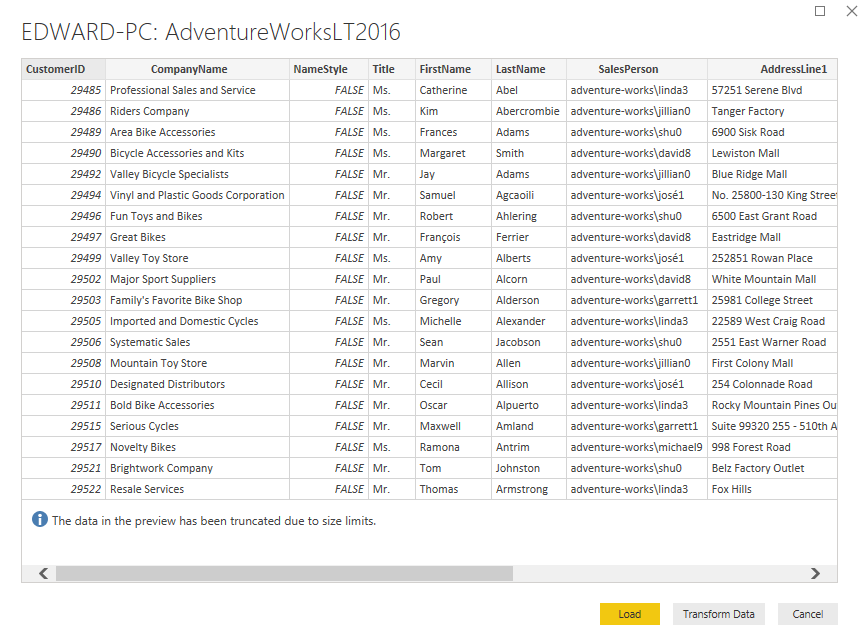 EDWARD-PC: AdventureWorksLT2016
CustomerID CompanyName NameStyle Title FirstName LastName SalesPerson AddressLine1
29485 Professional Sales and Service FALSE Ms. Catherine Abel adventure-works\linda3 57251 Serene Blvd
29486 Riders Company FALSE Ms. Kim Abercrombie adventure-works\jillian0 Tanger Factory
29489 Area Bike Accessories FALSE Ms. Frances Adams adventure-works\shu0 6900 Sisk Road
29490 Bicycle Accessories and Kits FALSE Ms. Margaret Smith adventure-works\david8 Lewiston Mall
29492 Valley Bicycle Specialists FALSE Mr. Jay Adams adventure-works\jillian0 Blue Ridge Mall
29494 Vinyl and Plastic Goods Corporation FALSE Mr. Samuel Agcaoili adventure-works\josé1 No. 25800-130 King Street
29496 Fun Toys and Bikes FALSE Mr. Robert Ahlering adventure-works\shu0 6500 East Grant Road
29497 Great Bikes FALSE Mr. François Ferrier adventure-works\david8 Eastridge Mall
29499 Valley Toy Store FALSE Ms. Amy Alberts adventure-works\josé1 252851 Rowan Place
29502 Major Sport Suppliers FALSE Mr. Paul Alcorn adventure-works\david8 White Mountain Mall
29503 Family's Favorite Bike Shop FALSE Mr. Gregory Alderson adventure-works\garrett1 25981 College Street
29505 Imported and Domestic Cycles FALSE Ms. Michelle Alexander adventure-works\linda3 22589 West Craig Road
29506 Systematic Sales FALSE Mr. Sean Jacobson adventure-works\shu0 2551 East Warner Road
29508 Mountain Toy Store FALSE Mr. Marvin Allen adventure-works\jillian0 First Colony Mall
29510 Designated Distributors FALSE Mr. Cecil Allison adventure-works\josé1 254 Colonnade Road
29511 Bold Bike Accessories FALSE Mr. Oscar Alpuerto adventure-works\linda3 Rocky Mountain Pines Ou
29515 Serious Cycles FALSE Mr. Maxwell Amland adventure-works\garrett1 Suite 99320 255 - 510th A
29517 Novelty Bikes FALSE Ms. Ramona Antrim adventure-works\michael9 998 Forest Road
29521 Brightwork Company FALSE Mr. Tom Johnston adventure-works\shu0 Belz Factory Outlet
29522 Resale Services FALSE Mr. Thomas Armstrong adventure-works\linda3 Fox Hills
The data in the preview has been truncated due to size limits.
Load Transform Data Cancel